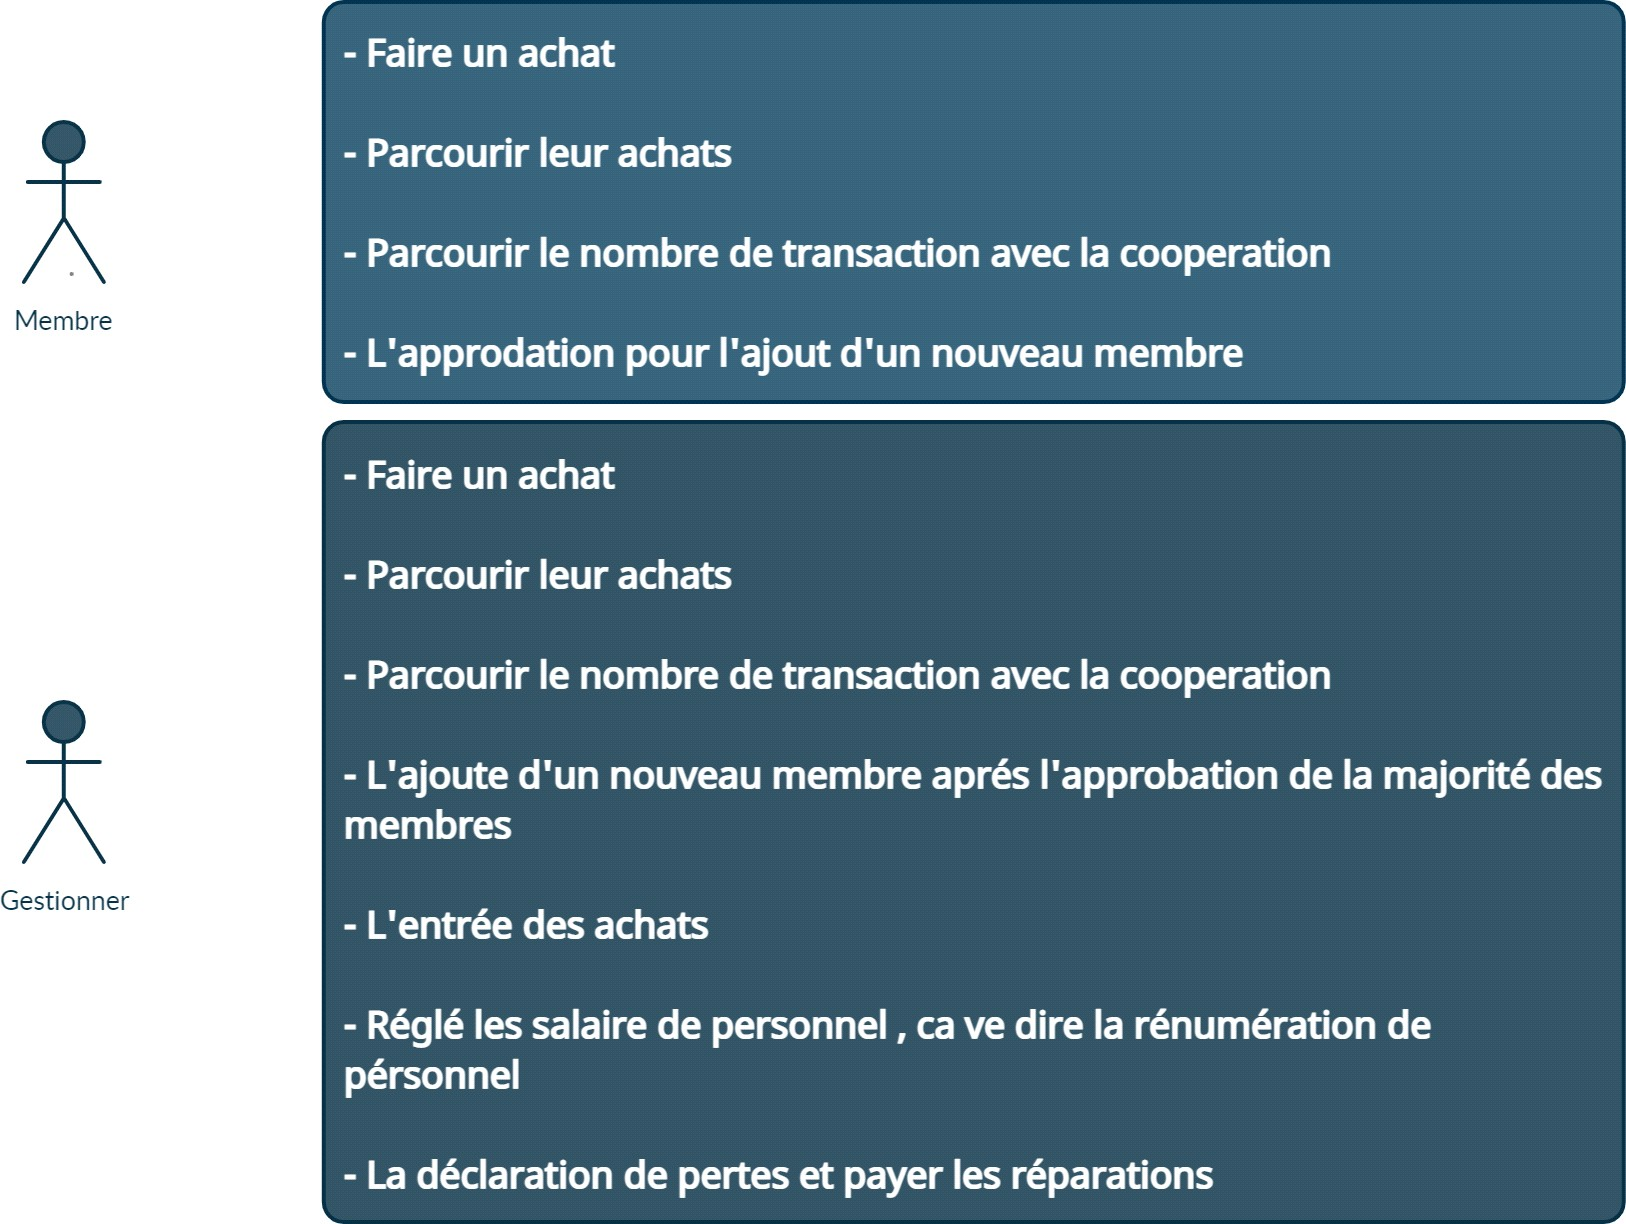 - Faire un achat
- Parcourir leur achats
- Parcourir le nombre de transaction avec la cooperation
- L'approdation pour l'ajout d'un nouveau membre
Membre
- Faire un achat
- Parcourir leur achats
- Parcourir le nombre de transaction avec la cooperation
- L'ajoute d'un nouveau membre aprés l'approbation de la majorité des
membres
- L'entrée des achats
- Réglé les salaire de personnel , ca ve dire la rénumération de
pérsonnel
- La déclaration de pertes et payer les réparations
Gestionner